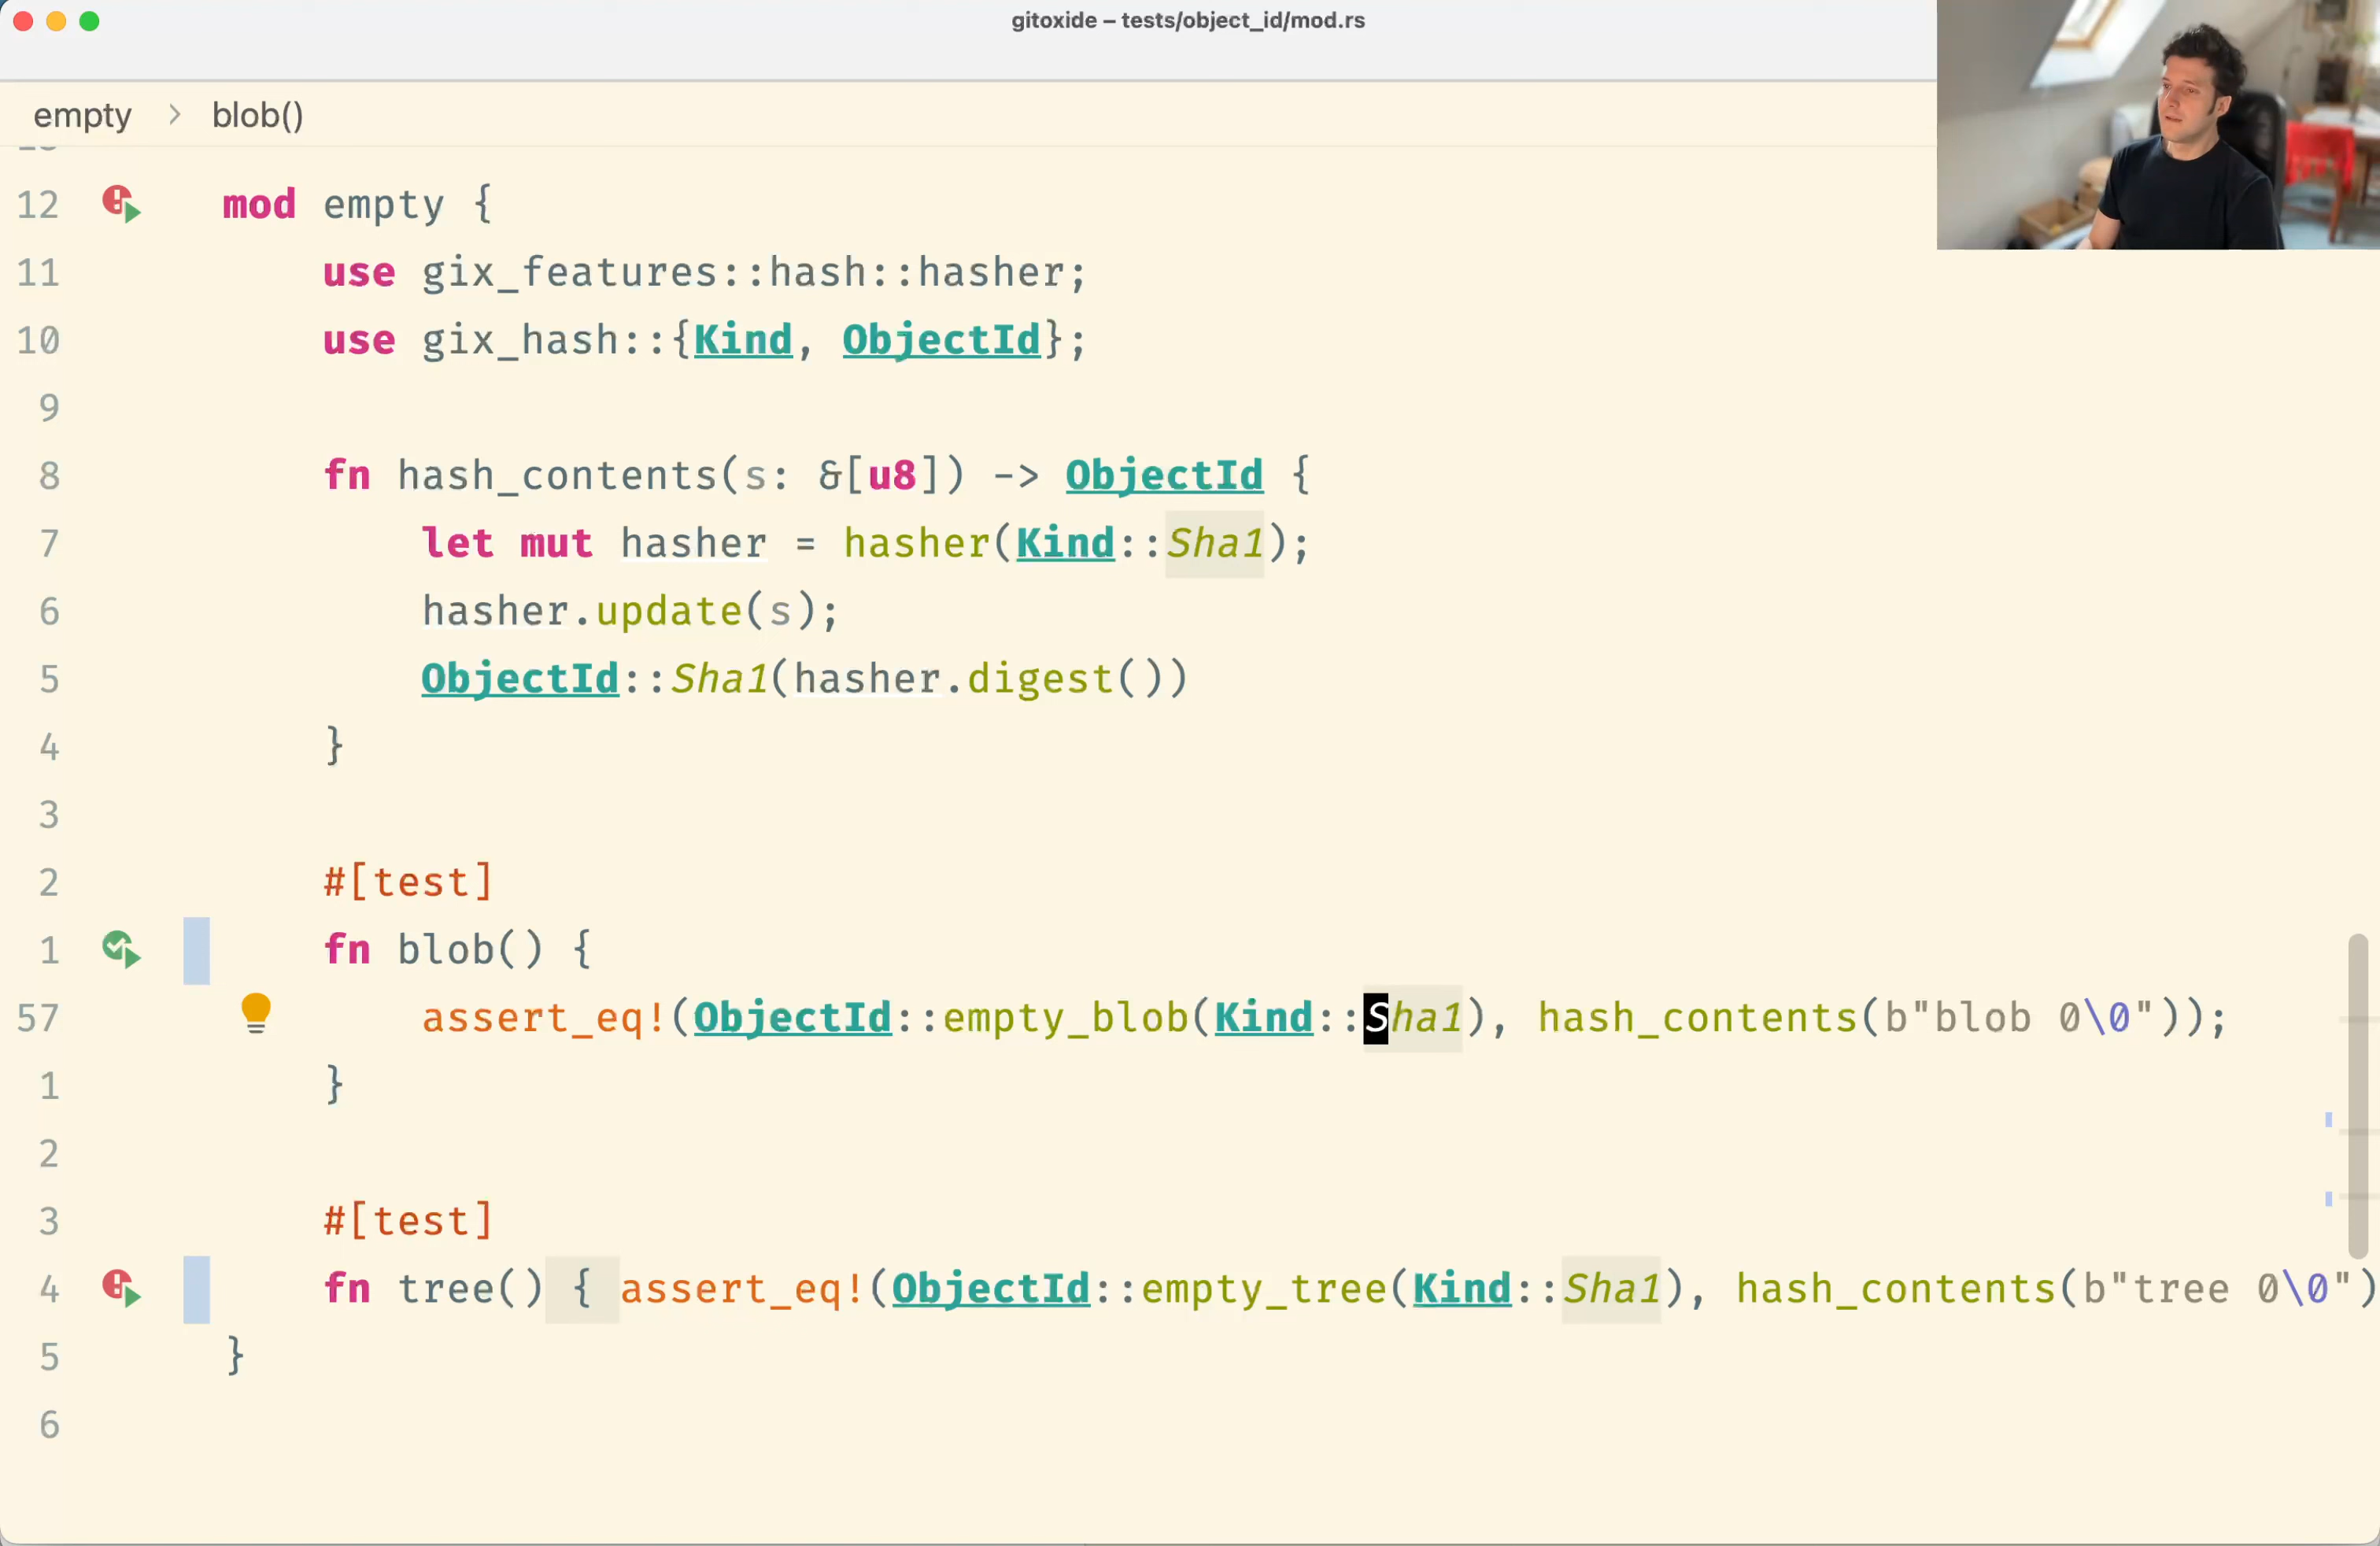 gitoxide – tests/object_id/mod.rs
empty > blob()
12 mod empty {
11 use gix_features::hash::hasher;
10 use gix_hash::{Kind, ObjectId};
9
8 fn hash_contents(s: &[u8]) -> ObjectId {
7 let mut hasher = hasher(Kind::Sha1);
6 hasher.update(s);
5 ObjectId::Sha1(hasher.digest())
4 }
3
2 #[test]
1 fn blob() {
57 assert_eq!(ObjectId::empty_blob(Kind::Sha1), hash_contents(b"blob 0\0"));
1 }
2
3 #[test]
4 fn tree() { assert_eq!(ObjectId::empty_tree(Kind::Sha1), hash_contents(b"tree 0\0")
5 }
6